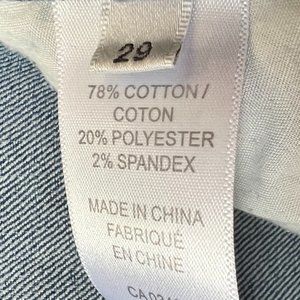 29
78% COTTON /
COTON
20% POLYESTER
2% SPANDEX
MADE IN CHINA
FABRIQUÉ
EN CHINE